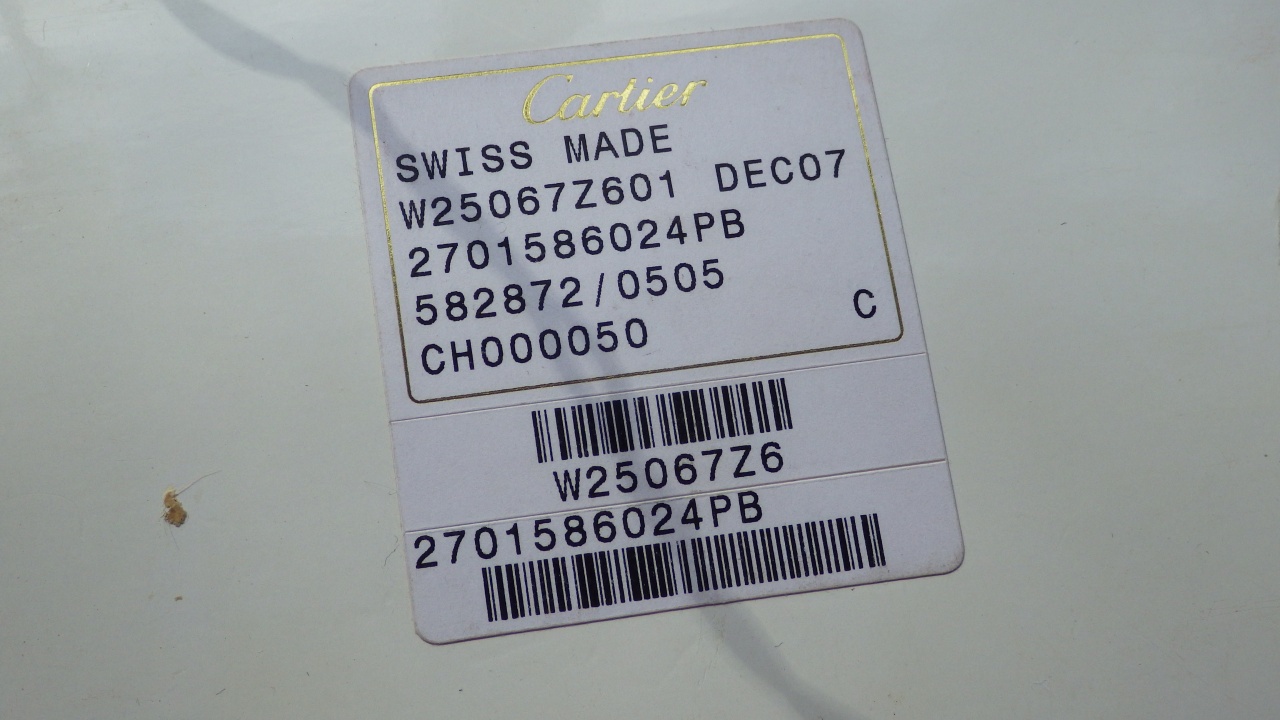 Cartier
SWISS MADE
W25067Z601 DEC07
2701586024PB
582872/0505
CH000050 C
W25067Z6
2701586024PB